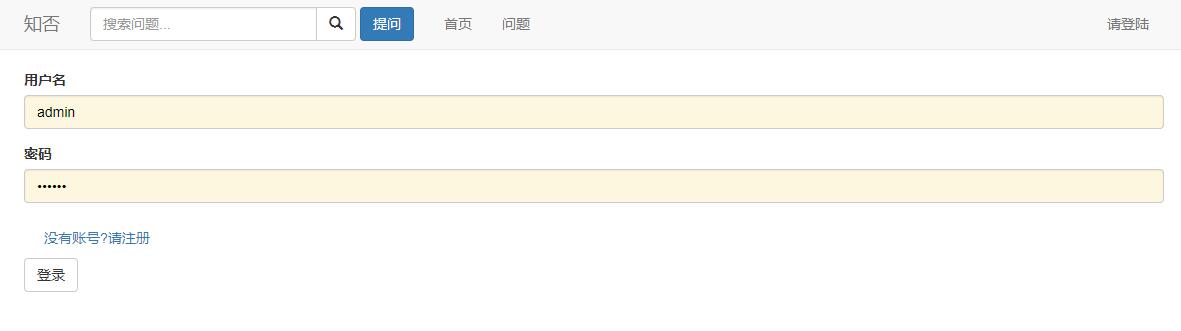 知否 搜索问题... 提问 首页 问题 请登陆
用户名
admin
密码
••••••
没有账号?请注册
登录